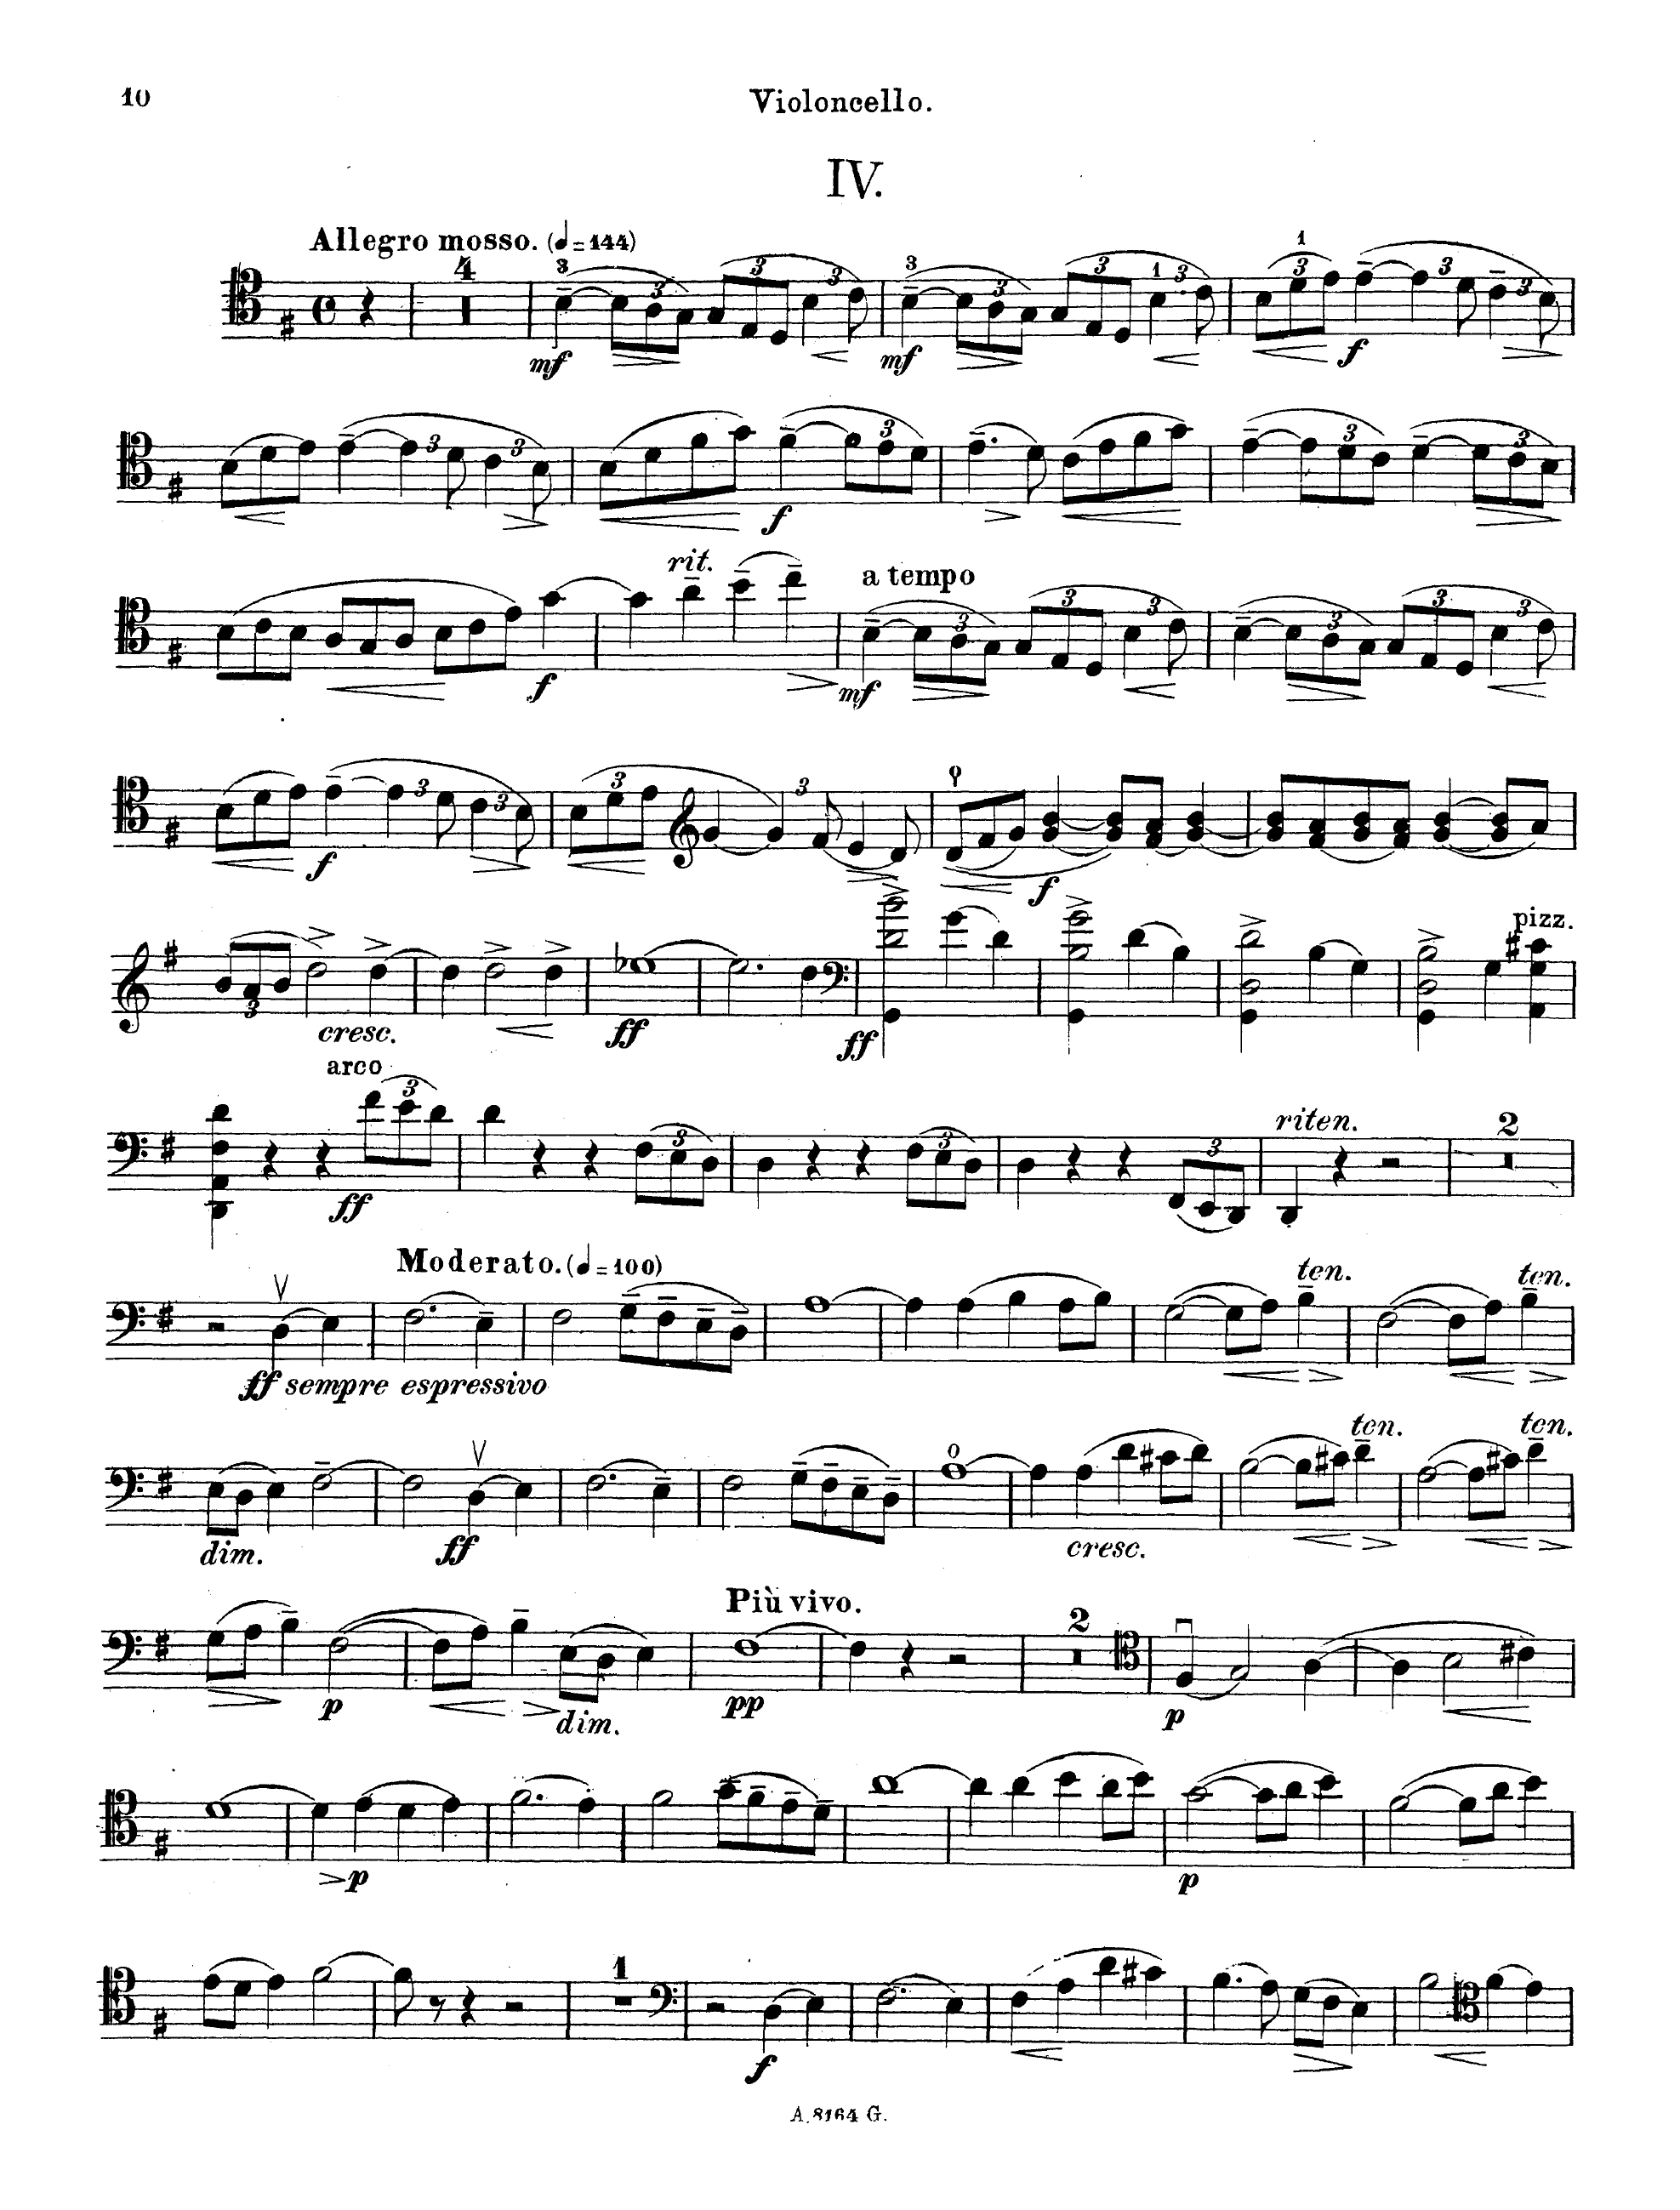 10
Violoncello.
IV.
Allegro mosso. (♩=144)
4
3 3 3 3 3 3 3 1 3 1 3 3 3
mf mf f
3 3 3 3 3
f
rit. a tempo
3 3 3 3 3 3
f mf
3 3 3 3
f f
pizz.
3
cresc. ff ff
arco
3 3 3 3 riten. 2
ff
Moderato. (♩=100)
ten. ten.
ff sempre espressivo
o ten. ten.
dim. ff cresc.
Più vivo.
2
p dim. pp p
p p
1
f
A. 8164 G.